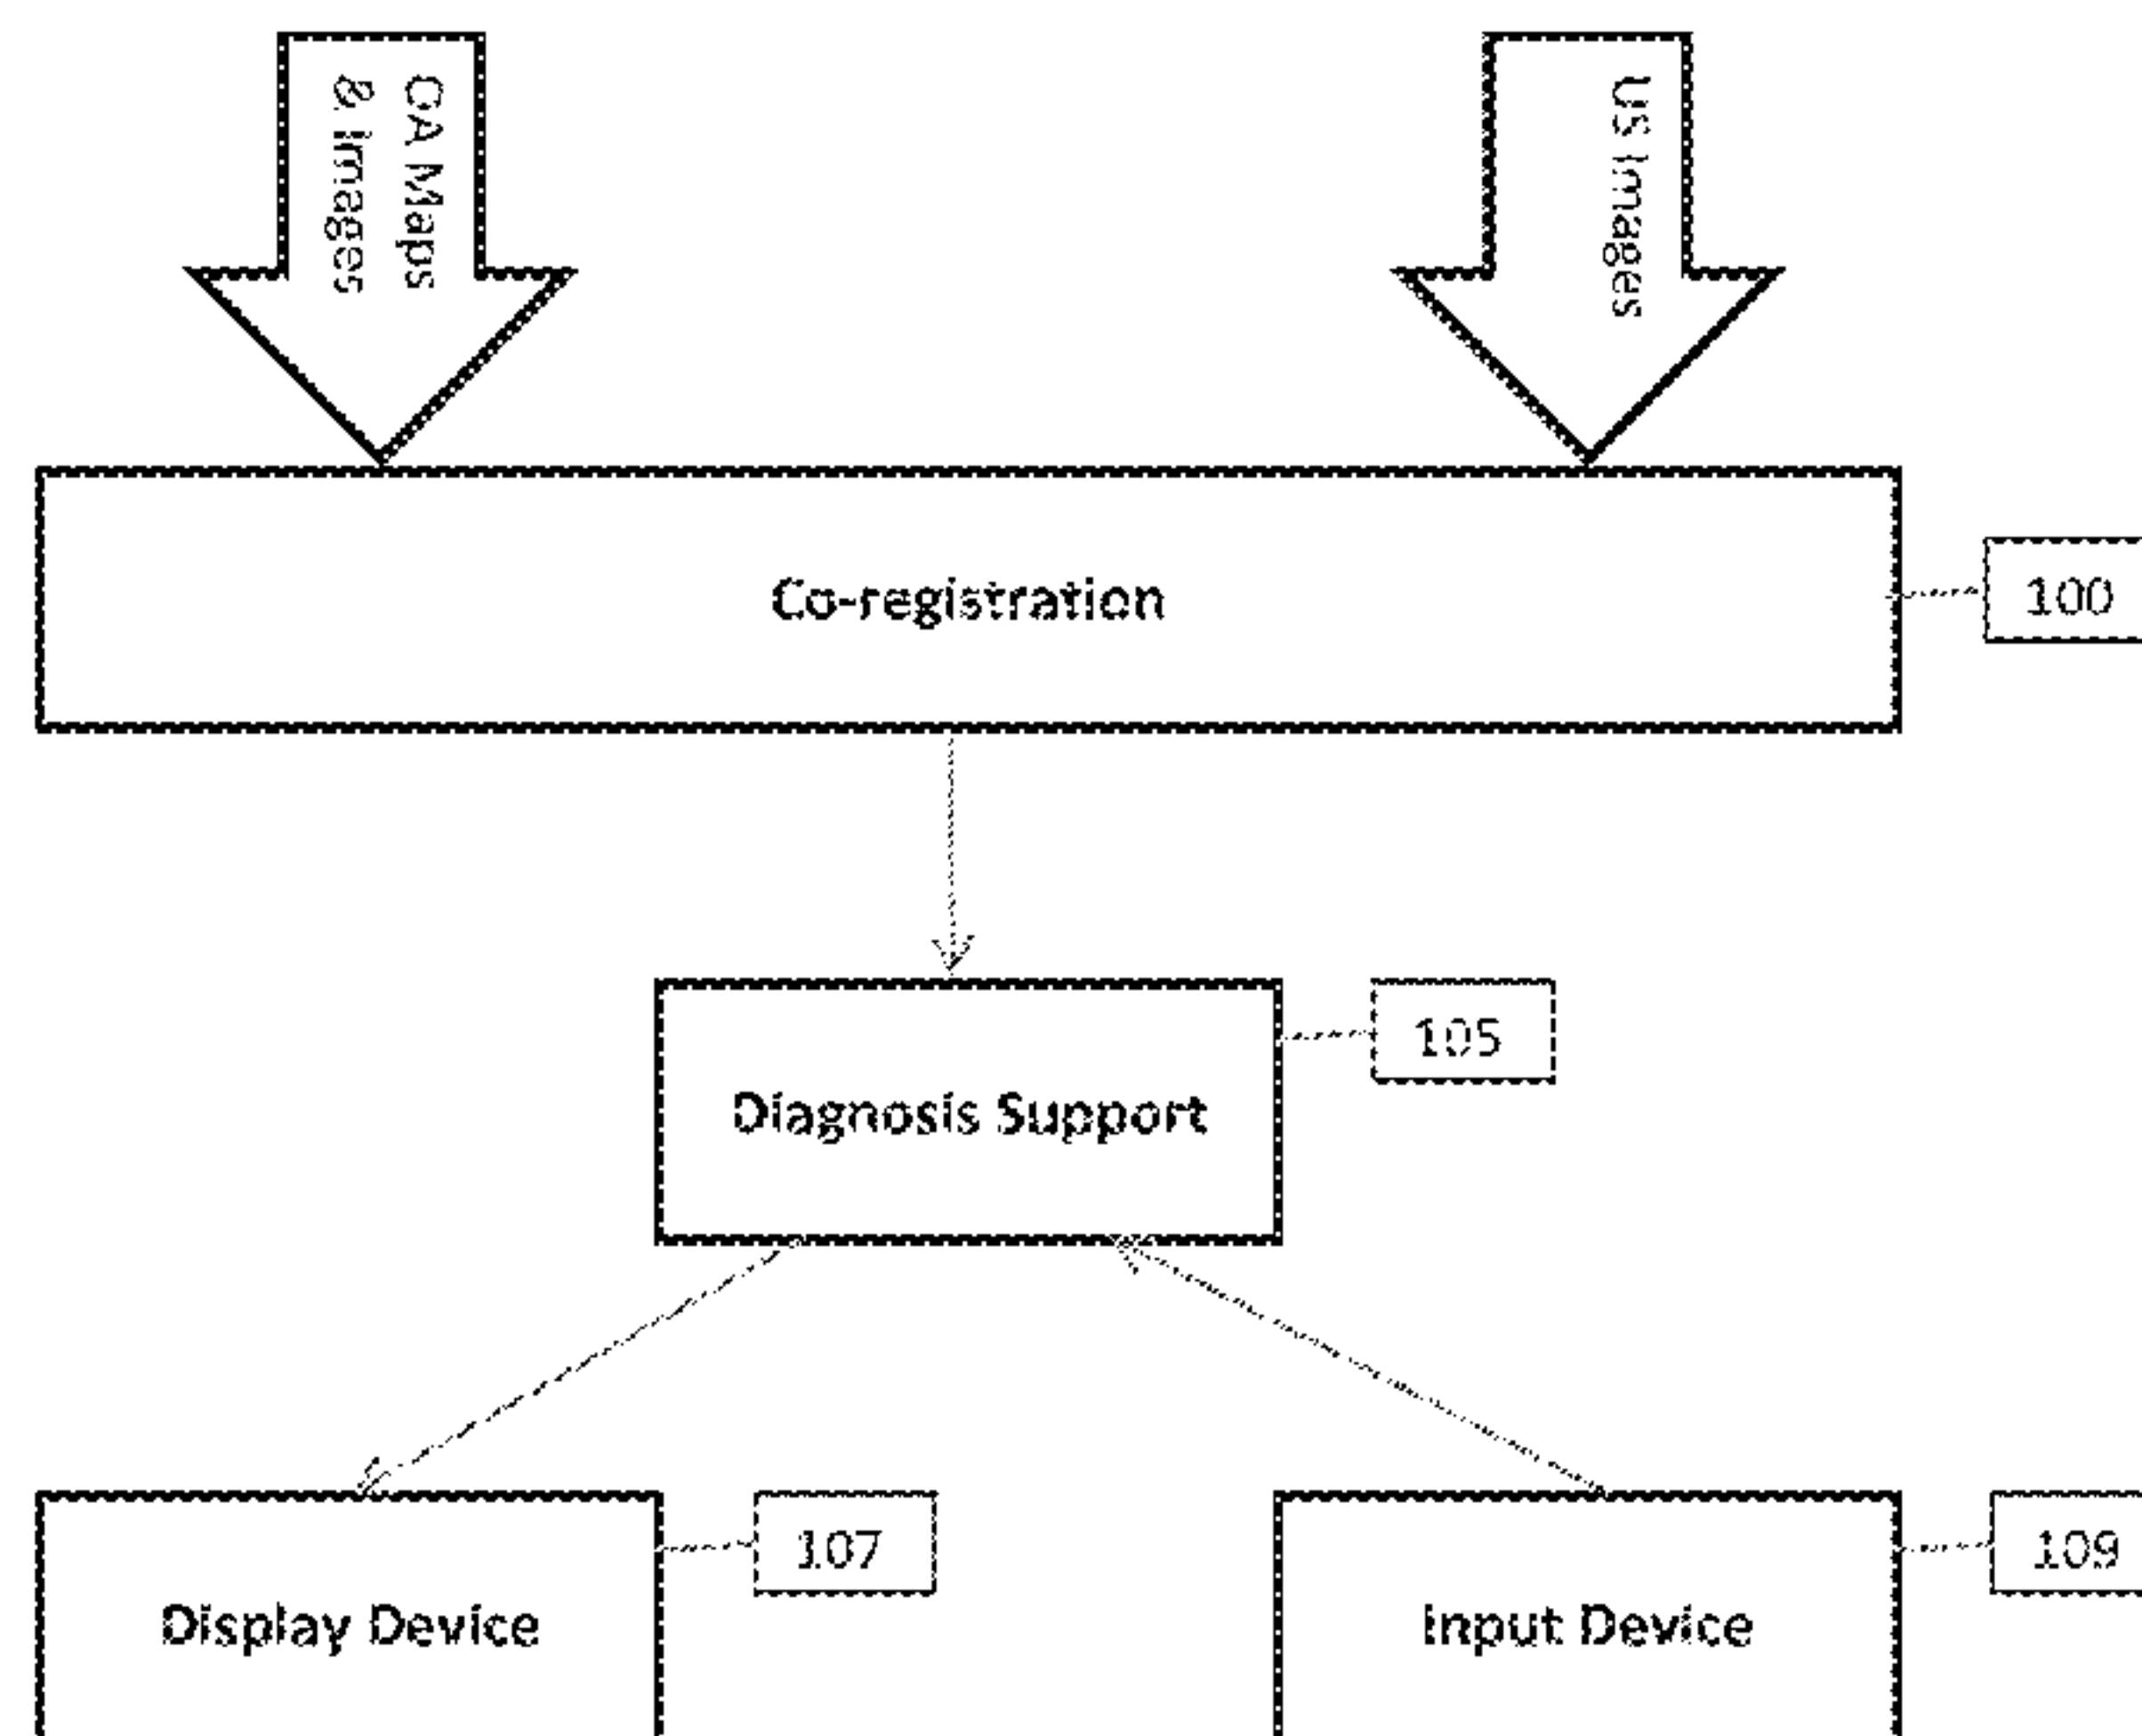 OA Maps
& Images
US Images
Co-registration
100
Diagnosis Support
105
Display Device
107
Input Device
109